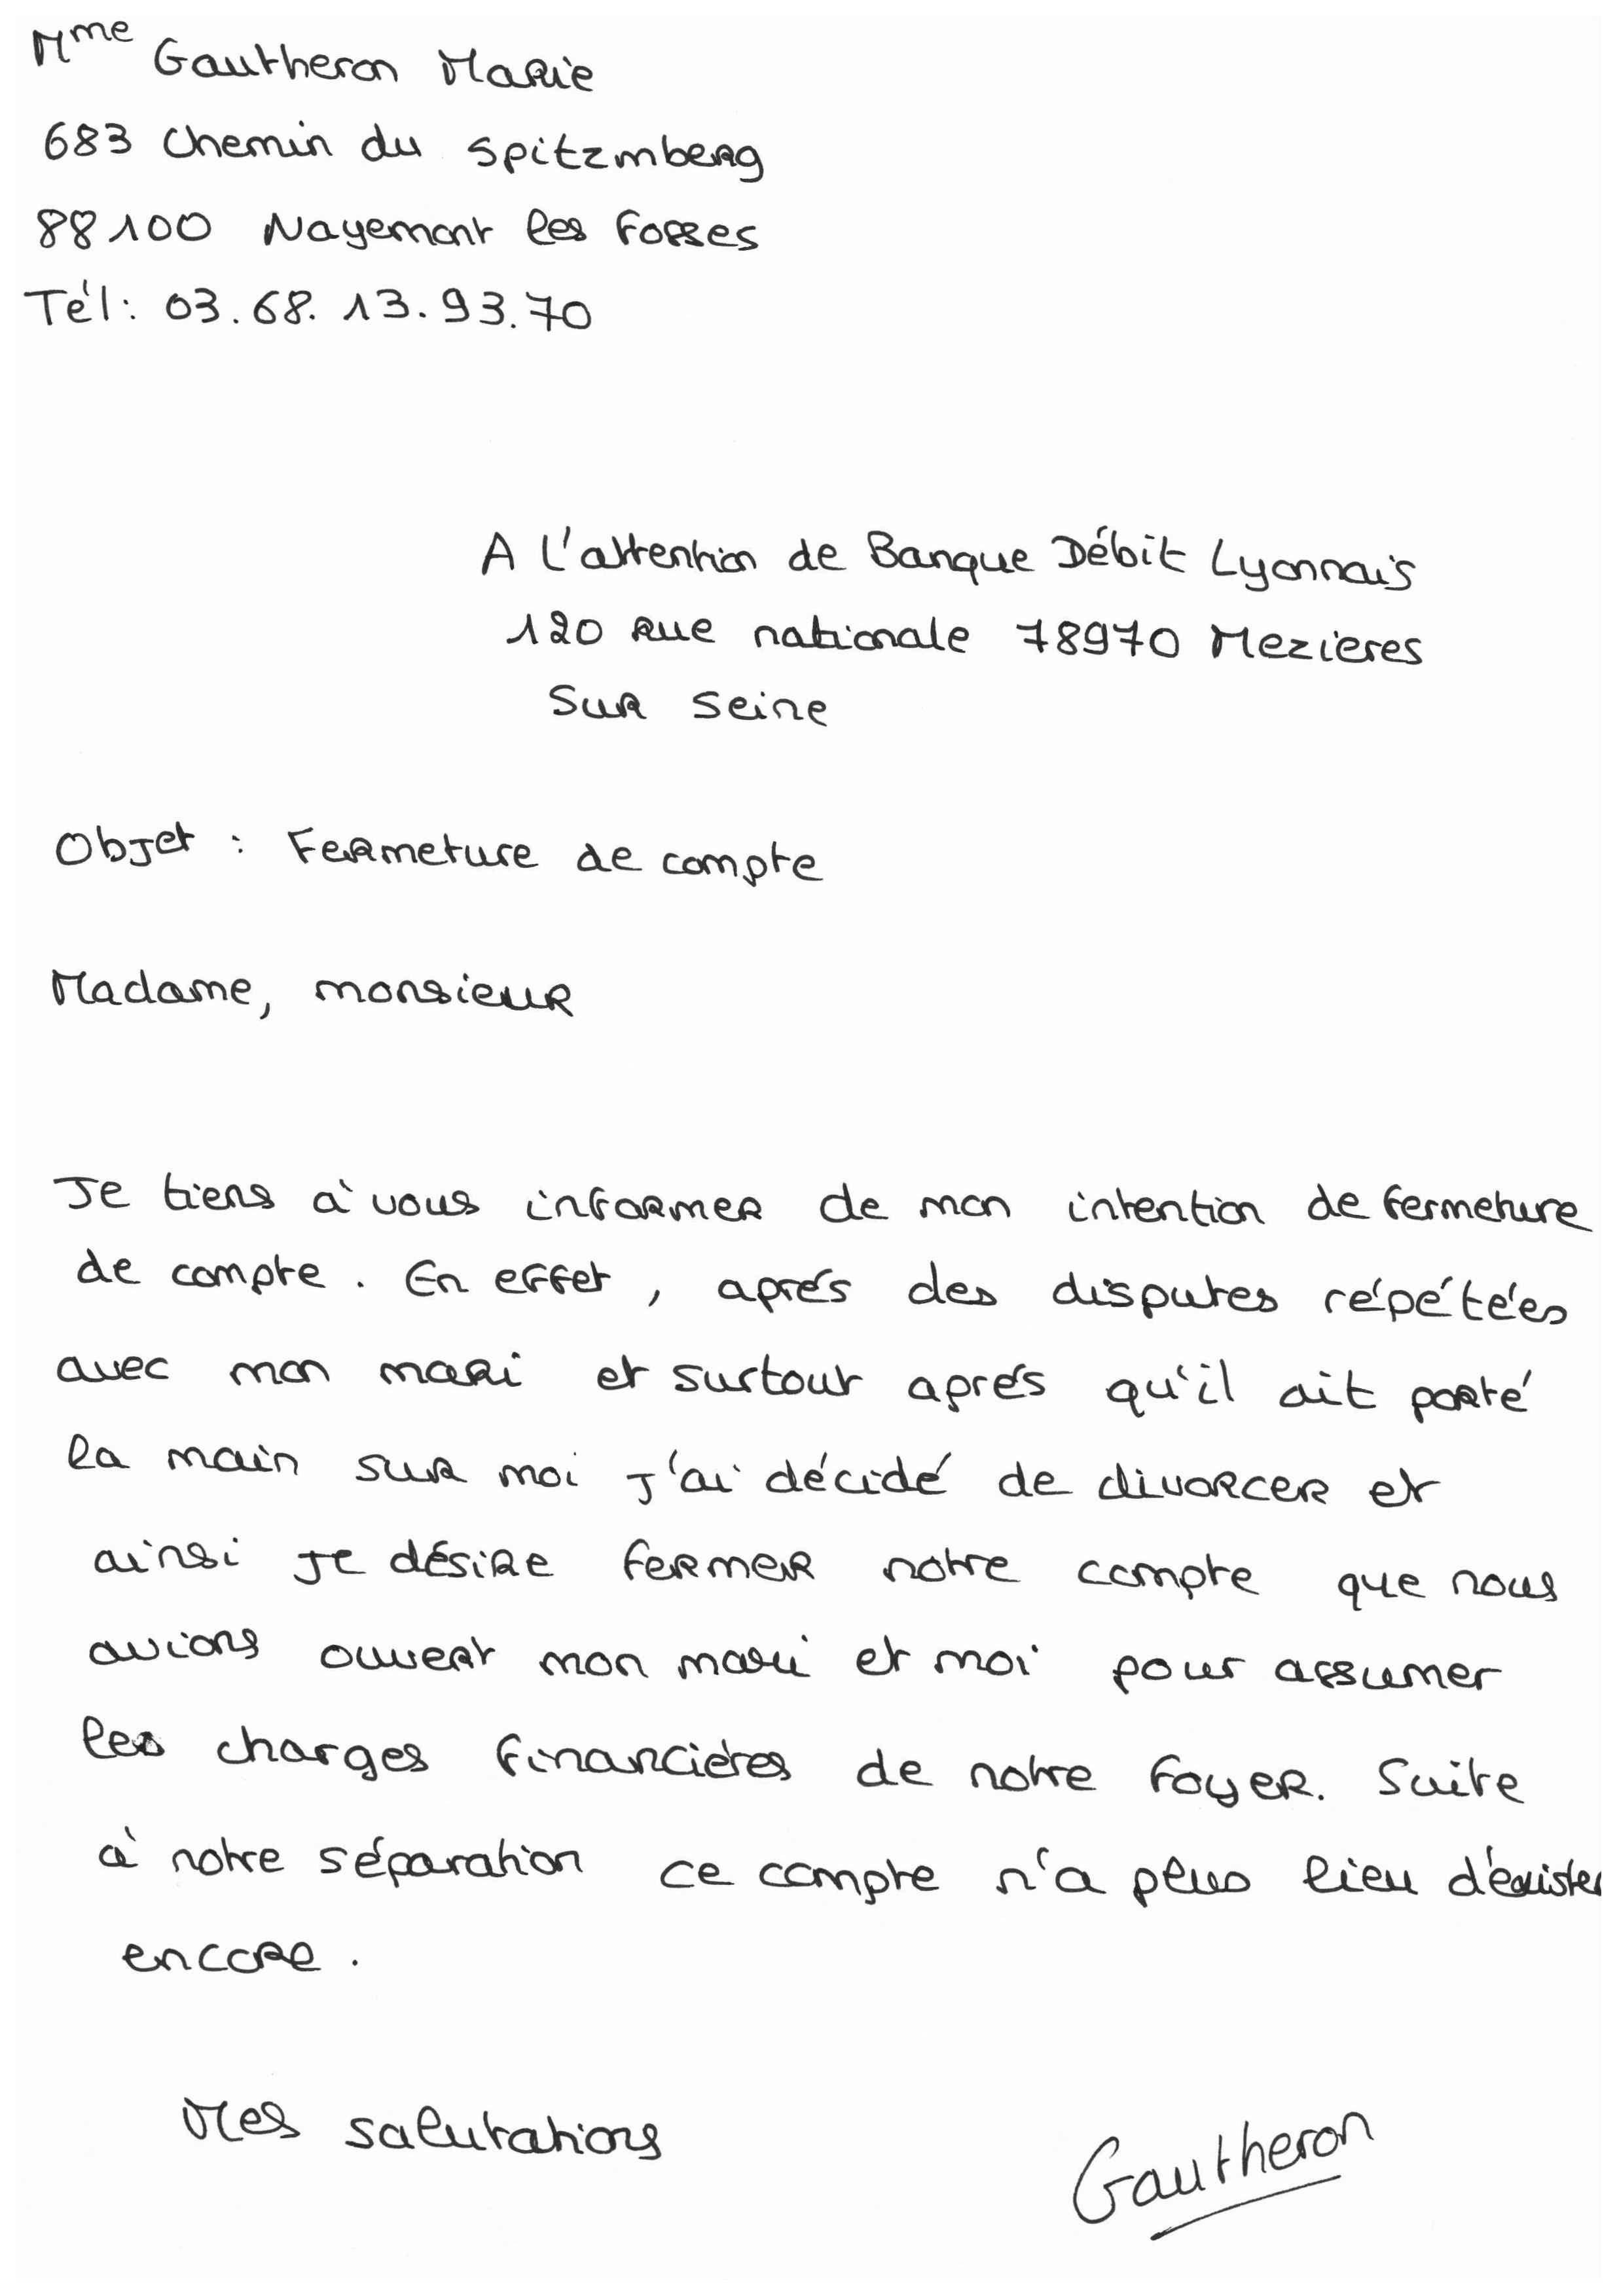 Mme Gautheron Marie
683 chemin du spitzmberg
88100 Nayemont les Fosses
Tél : 03.68.13.93.70
A L'attention de Banque Débit Lyonnais
120 rue nationale 78970 Mezieres
Sur Seine
Objet : Fermeture de compte
Madame, monsieur
Je tiens à vous informer de mon intention de fermeture
de compte. En effet, aprés des disputes répétées
avec mon mari et surtout aprés qu'il ait porté
la main sur moi j'ai décidé de divorcer et
ainsi je désire fermer notre compte que nous
avions ouvert mon mari et moi pour assumer
les charges financières de notre foyer. Suite
à notre séparation ce compte n'a plus lieu d'exister
encore.
Mes salutations
Gautheron